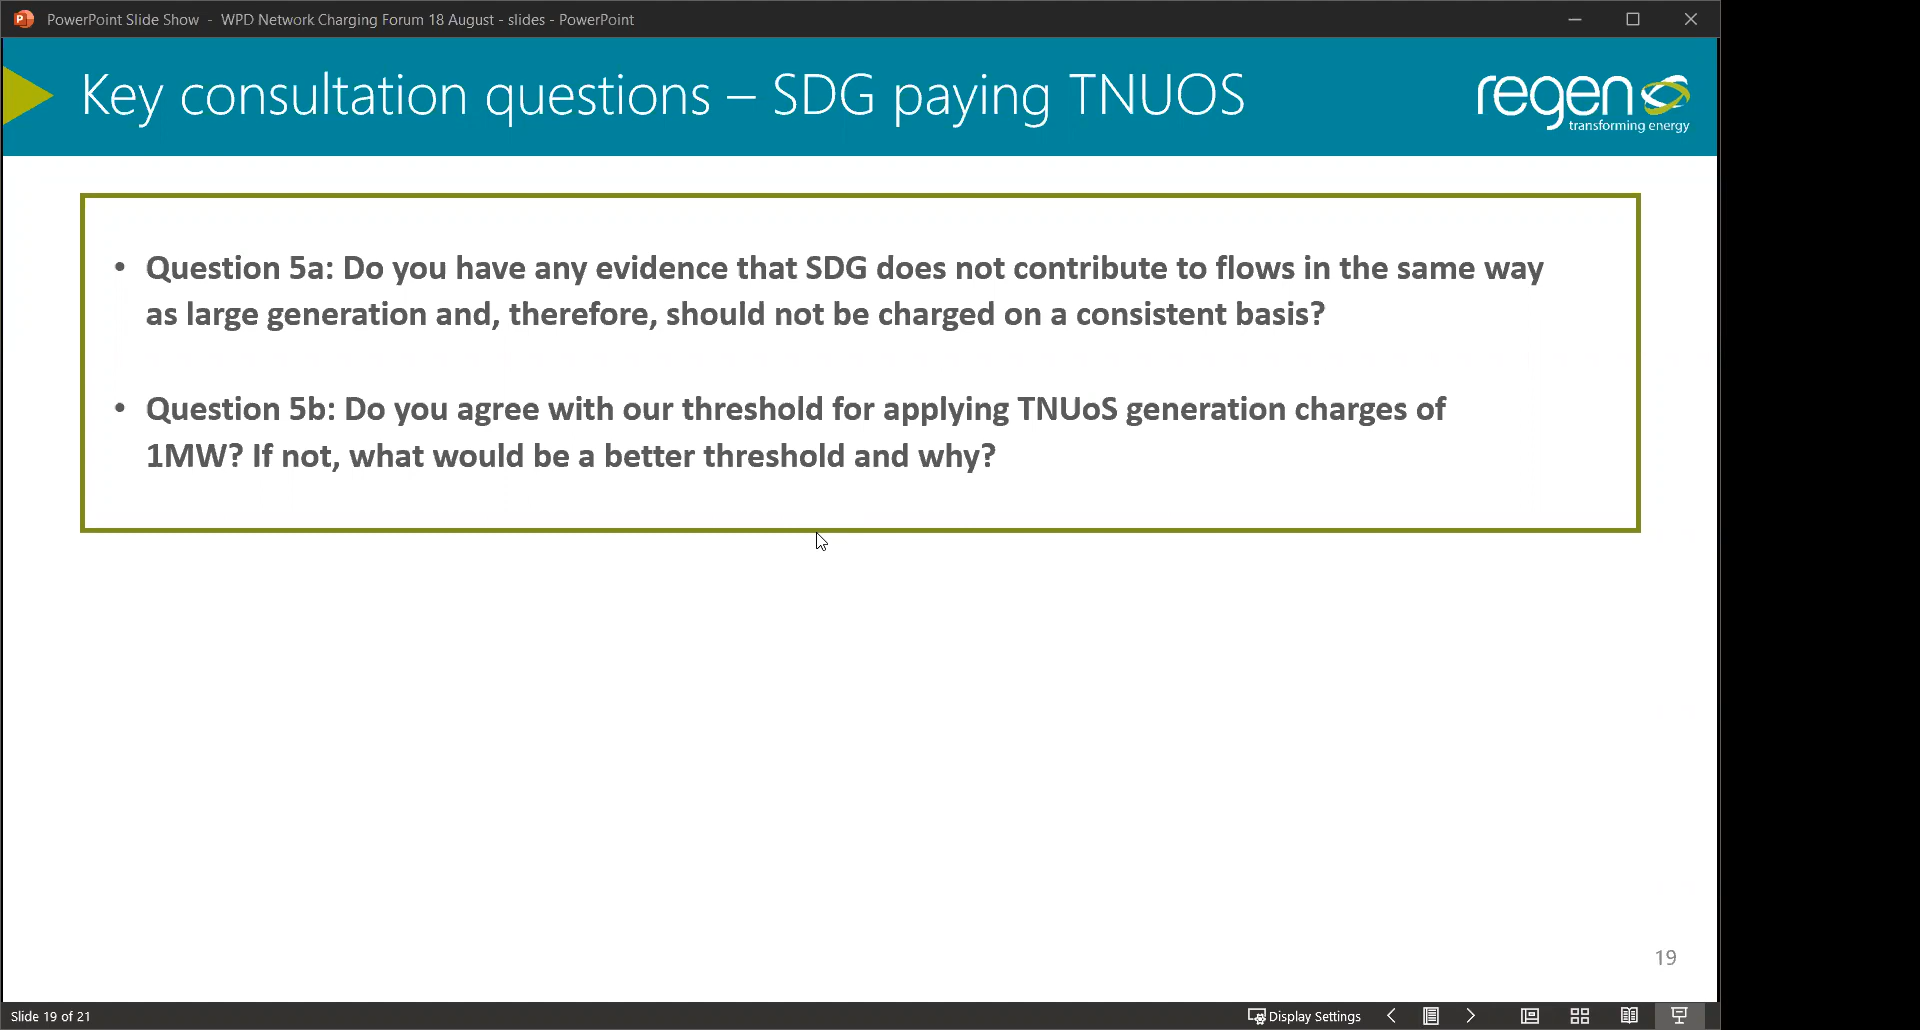 PowerPoint Slide Show - WPD Network Charging Forum 18 August - slides - PowerPoint
Key consultation questions – SDG paying TNUOS
regen
transforming energy
• Question 5a: Do you have any evidence that SDG does not contribute to flows in the same way
as large generation and, therefore, should not be charged on a consistent basis?
• Question 5b: Do you agree with our threshold for applying TNUoS generation charges of
1MW? If not, what would be a better threshold and why?
19
Slide 19 of 21
Display Settings